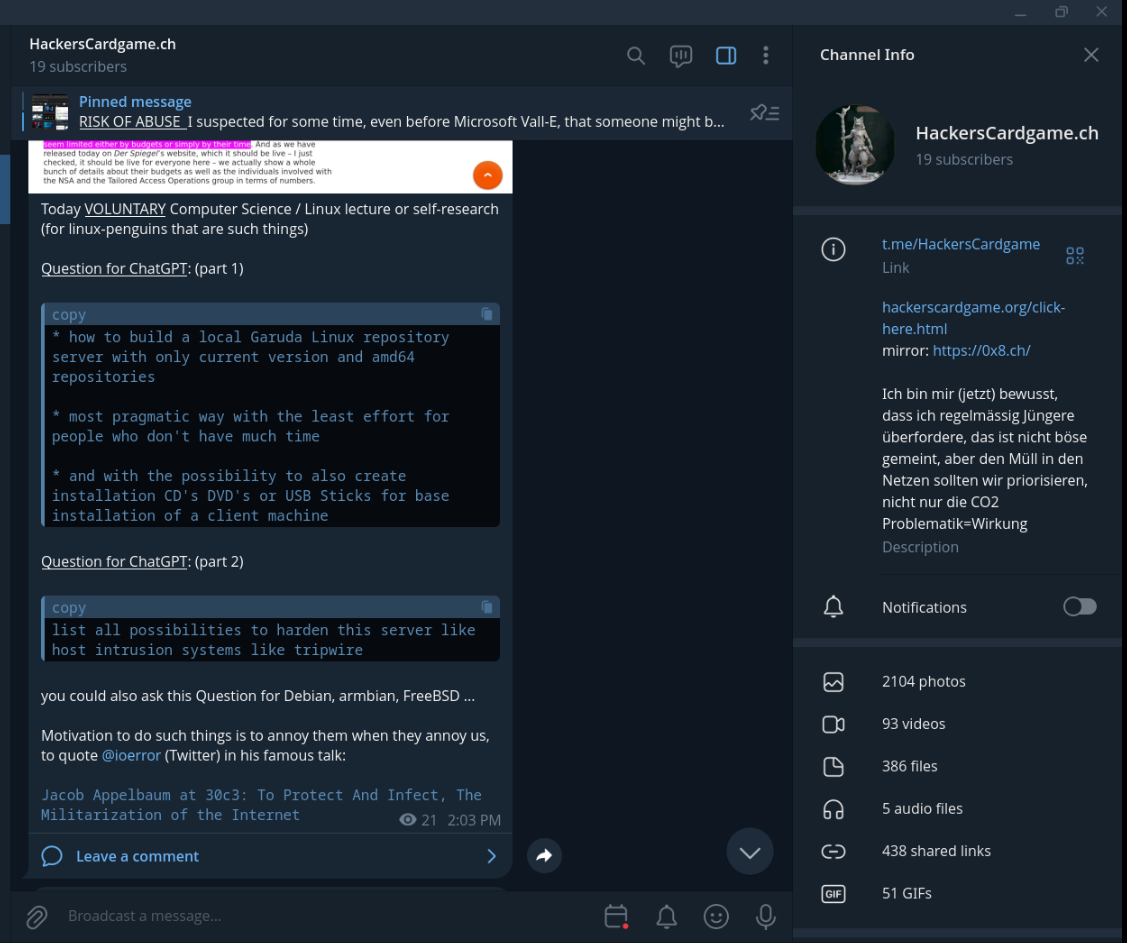 HackersCardgame.ch
19 subscribers
Pinned message
RISK OF ABUSE  I suspected for some time, even before Microsoft Vall-E, that someone might b...
seem limited either by budgets or simply by their time. And as we
released today on Der Spiegel's website, which it should be live – I just
checked, it should be live for everyone here – we actually show a whole
bunch of details about their budgets as well as the individuals involved with
the NSA and the Tailored Access Operations group in terms of numbers.
Today VOLUNTARY Computer Science / Linux lecture or self-research
(for linux-penguins that are such things)
Question for ChatGPT: (part 1)
copy
* how to build a local Garuda Linux repository
server with only current version and amd64
repositories
* most pragmatic way with the least effort for
people who don't have much time
* and with the possibility to also create
installation CD's DVD's or USB Sticks for base
installation of a client machine
Question for ChatGPT: (part 2)
copy
list all possibilities to harden this server like
host intrusion systems like tripwire
you could also ask this Question for Debian, armbian, FreeBSD ...
Motivation to do such things is to annoy them when they annoy us,
to quote @ioerror (Twitter) in his famous talk:
Jacob Appelbaum at 30c3: To Protect And Infect, The
Militarization of the Internet
21 2:03 PM
Leave a comment
Broadcast a message...
Channel Info
HackersCardgame.ch
19 subscribers
t.me/HackersCardgame
Link
hackerscardgame.org/click-
here.html
mirror: https://0x8.ch/
Ich bin mir (jetzt) bewusst,
dass ich regelmässig Jüngere
überfordere, das ist nicht böse
gemeint, aber den Müll in den
Netzen sollten wir priorisieren,
nicht nur die CO2
Problematik=Wirkung
Description
Notifications
2104 photos
93 videos
386 files
5 audio files
438 shared links
GIF
51 GIFs